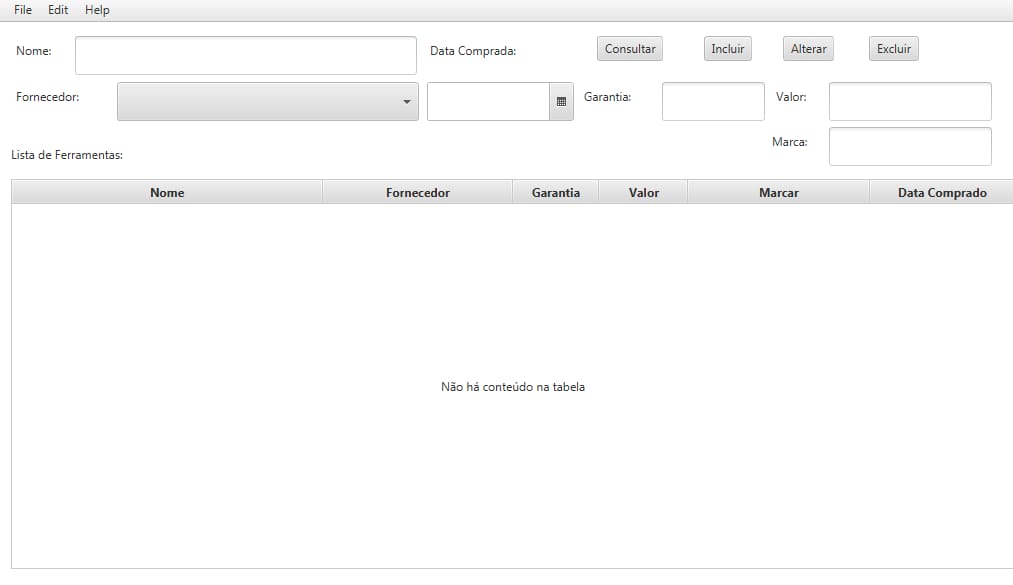 File Edit Help
Nome: Data Comprada: Consultar Incluir Alterar Excluir
Fornecedor: Garantia: Valor:
Marca:
Lista de Ferramentas:
Nome Fornecedor Garantia Valor Marcar Data Comprado
Não há conteúdo na tabela